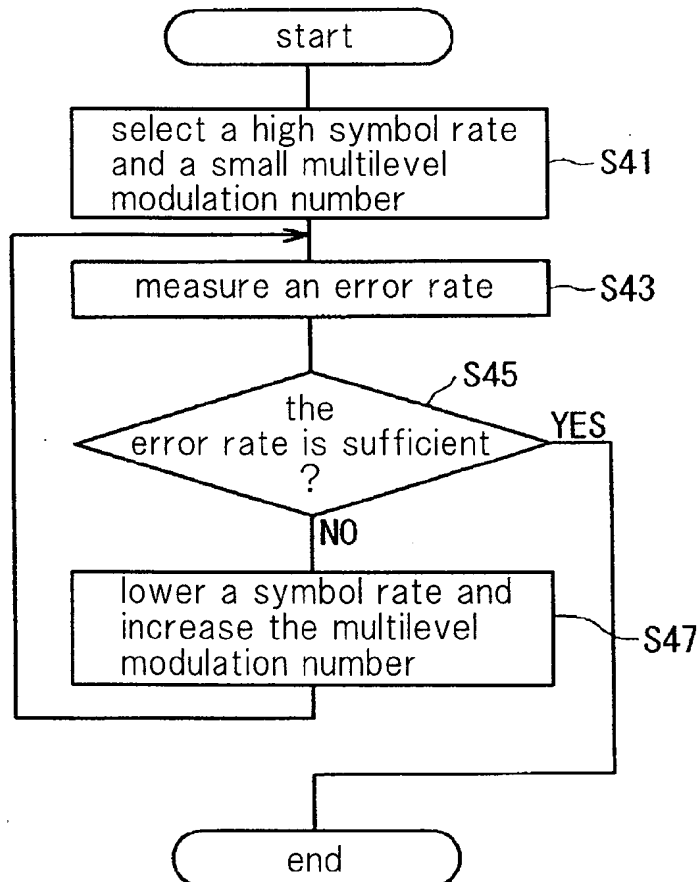 start
select a high symbol rate
and a small multilevel
modulation number
S41
measure an error rate
S43
S45
the
error rate is sufficient
?
YES
NO
lower a symbol rate and
increase the multilevel
modulation number
S47
end